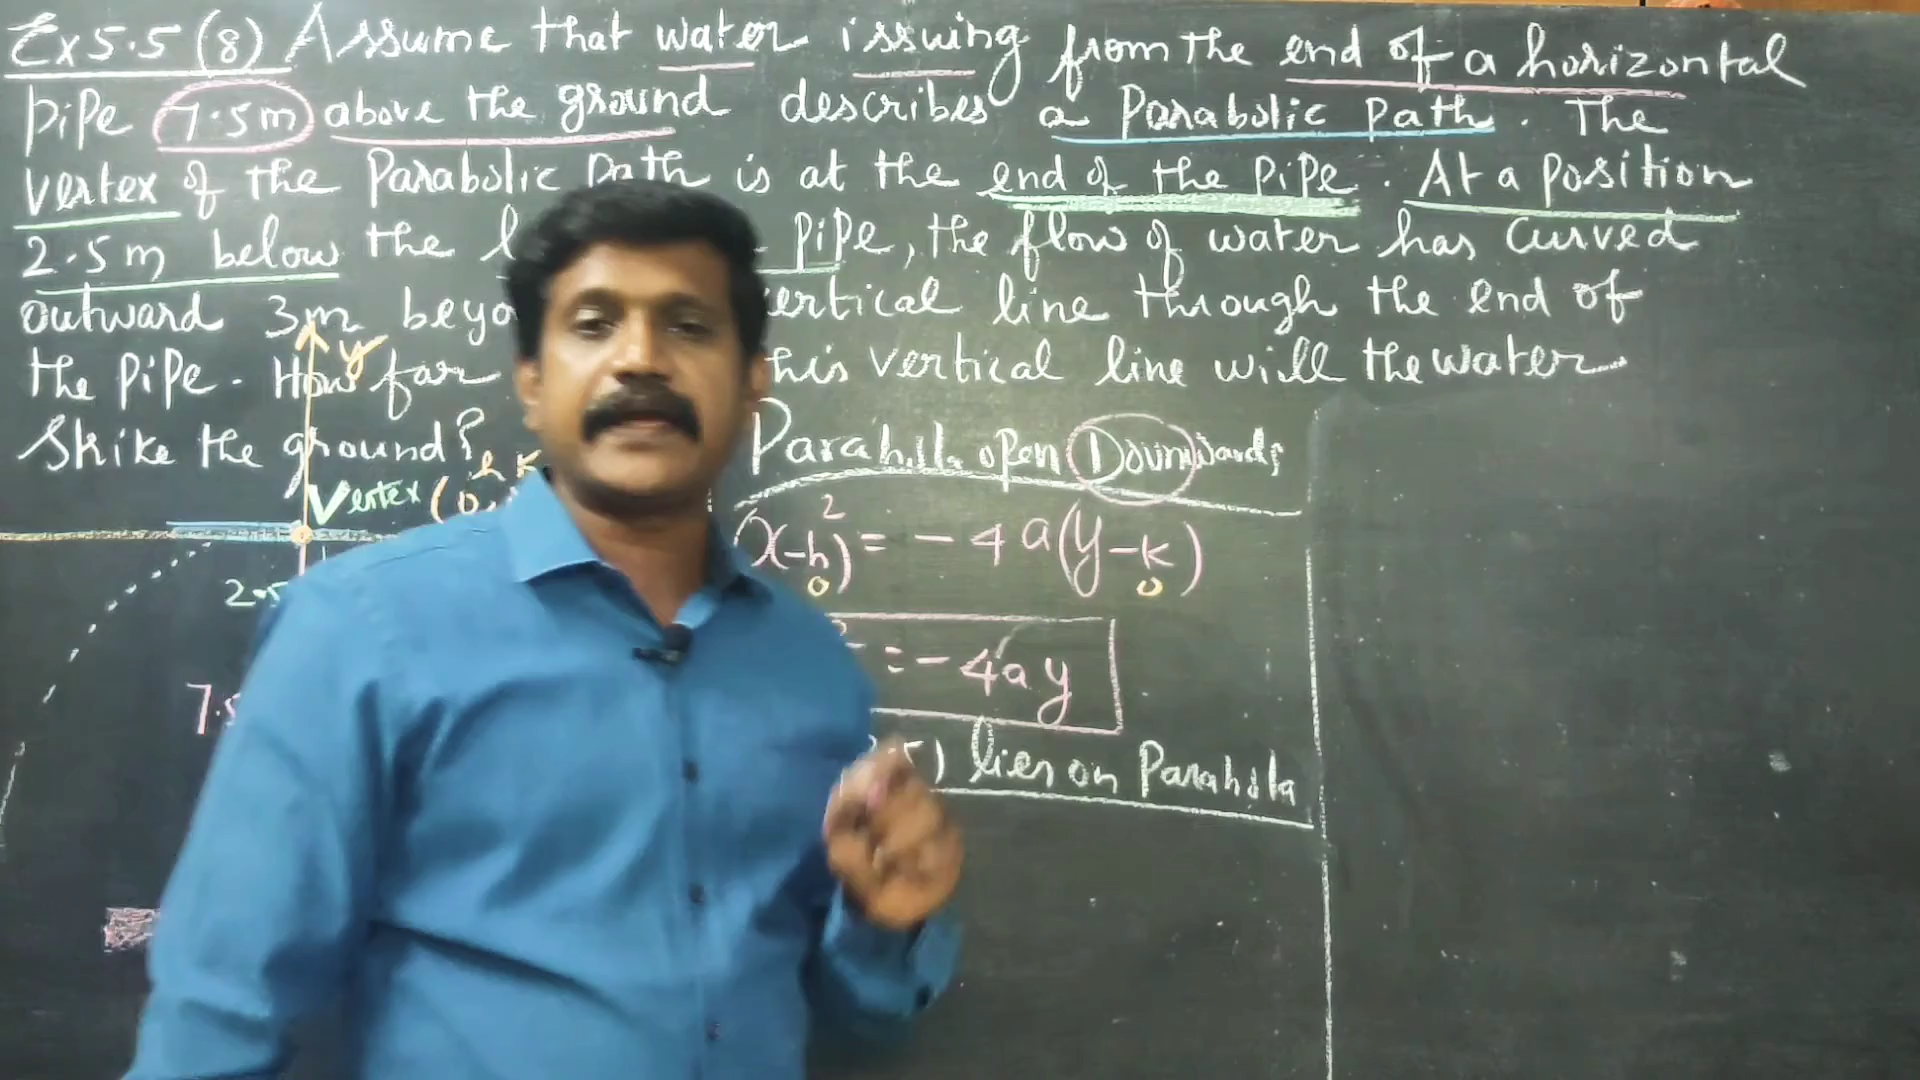 Ex 5.5 (8) Assume that water issuing from the end of a horizontal
pipe 7.5m above the ground describes a Parabolic path. The
vertex of the Parabolic path is at the end of the pipe. At a position
2.5m below the pipe, the flow of water has curved
outward 3m vertical line through the end of
the pipe. How far this vertical line will the water
strike the ground?
y
Vertex (0,
h k
2.5
7.5
Parabola open Downwards
(x-h)² = -4a(y-k)
0 0
= -4ay
) lies on Parabola